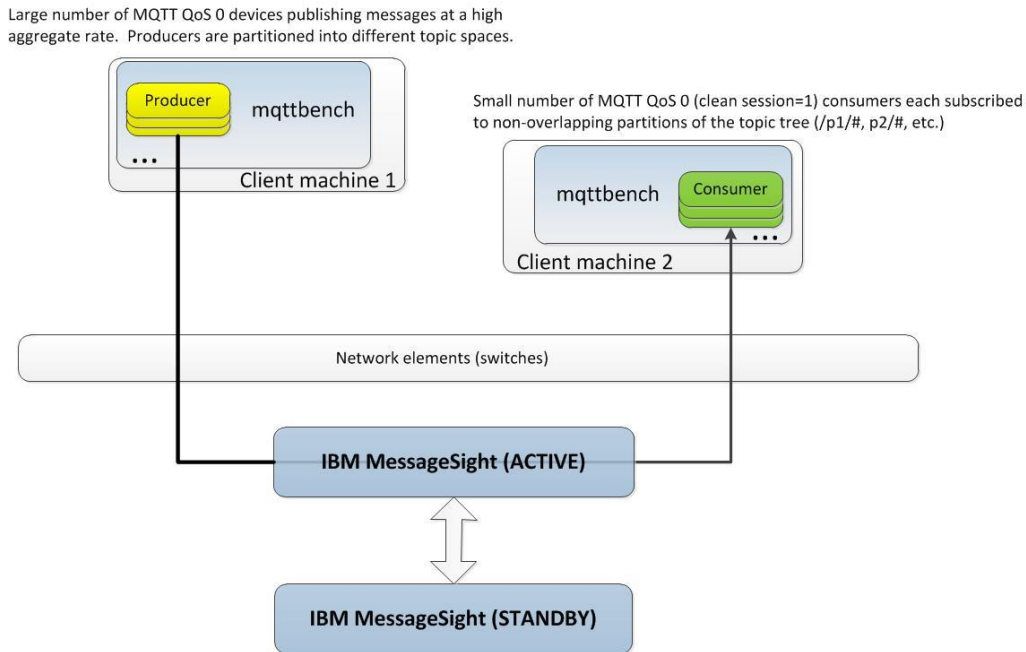 Large number of MQTT QoS 0 devices publishing messages at a high
aggregate rate.  Producers are partitioned into different topic spaces.
Producer
mqttbench
...
Client machine 1
Small number of MQTT QoS 0 (clean session=1) consumers each subscribed
to non-overlapping partitions of the topic tree (/p1/#, p2/#, etc.)
mqttbench
Consumer
...
Client machine 2
Network elements (switches)
IBM MessageSight (ACTIVE)
IBM MessageSight (STANDBY)